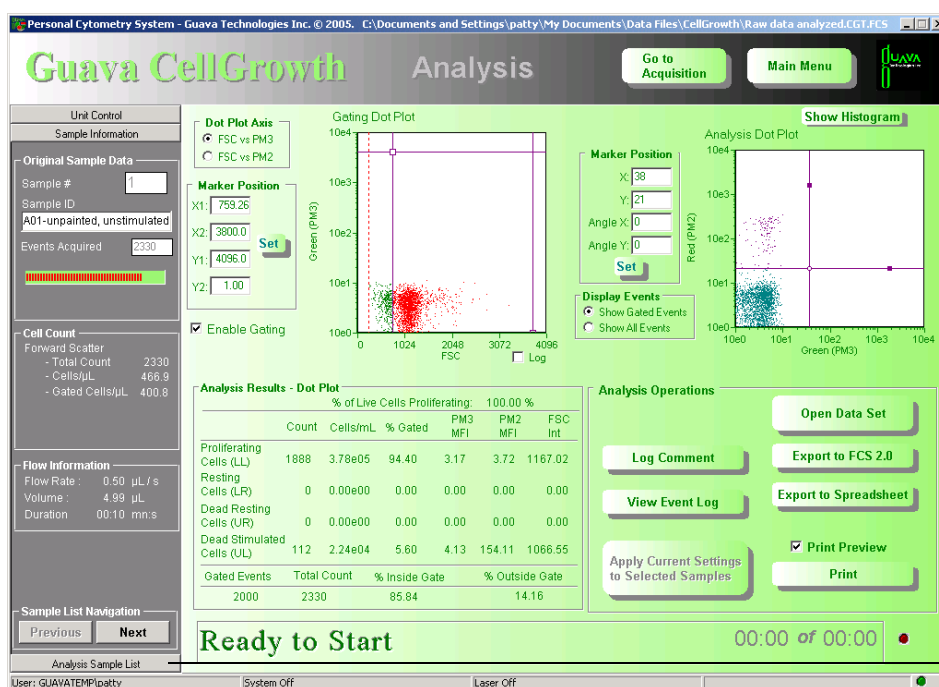 Personal Cytometry System - Guava Technologies Inc. © 2005. C:\Documents and Settings\patty\My Documents\Data Files\CellGrowth\Raw data analyzed.CGT.FCS
Guava CellGrowth
Analysis
Go to Acquisition
Main Menu
GUAVA
Unit Control
Sample Information
Original Sample Data
Sample # 1
Sample ID
A01-unpainted, unstimulated
Events Acquired 2330
Cell Count
Forward Scatter
- Total Count 2330
- Cells/µL 466.9
- Gated Cells/µL 400.8
Flow Information
Flow Rate : 0.50 µL / s
Volume : 4.99 µL
Duration 00:10 mn:s
Sample List Navigation
Previous Next
Analysis Sample List
Dot Plot Axis
FSC vs PM3
FSC vs PM2
Marker Position
X1: 759.26
X2: 3800.0
Y1: 4096.0
Y2: 1.00
Set
Enable Gating
Gating Dot Plot
Green (PM3)
10e4
10e3
10e2
10e1
10e0
0 1024 2048 3072 4096
FSC
Log
Marker Position
X: 38
Y: 21
Angle X: 0
Angle Y: 0
Set
Display Events
Show Gated Events
Show All Events
Show Histogram
Analysis Dot Plot
Red (PM2)
10e4
10e3
10e2
10e1
10e0
10e0 10e1 10e2 10e3 10e4
Green (PM3)
Analysis Results - Dot Plot
% of Live Cells Proliferating: 100.00 %
Count Cells/mL % Gated PM3 MFI PM2 MFI FSC Int
Proliferating Cells (LL) 1888 3.78e05 94.40 3.17 3.72 1167.02
Resting Cells (LR) 0 0.00e00 0.00 0.00 0.00 0.00
Dead Resting Cells (UR) 0 0.00e00 0.00 0.00 0.00 0.00
Dead Stimulated Cells (UL) 112 2.24e04 5.60 4.13 154.11 1066.55
Gated Events Total Count % Inside Gate % Outside Gate
2000 2330 85.84 14.16
Analysis Operations
Open Data Set
Log Comment
Export to FCS 2.0
View Event Log
Export to Spreadsheet
Print Preview
Apply Current Settings to Selected Samples
Print
Ready to Start
00:00 of 00:00
User: GUAVATEMP\patty
System Off
Laser Off